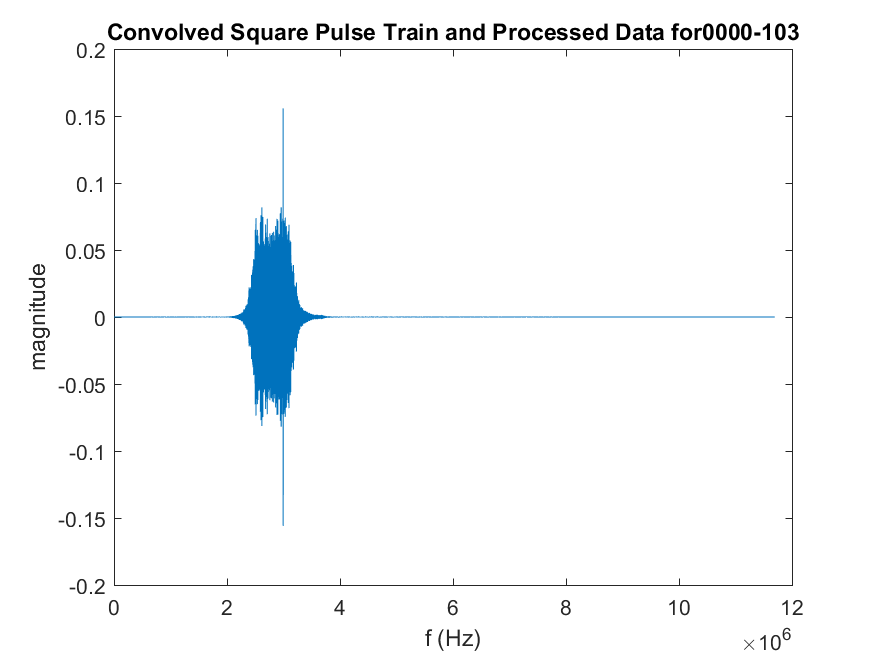 Convolved Square Pulse Train and Processed Data for0000-103
0.2
0.15
0.1
0.05
0
-0.05
-0.1
-0.15
-0.2
magnitude
0 2 4 6 8 10 12
f (Hz)
×10^6